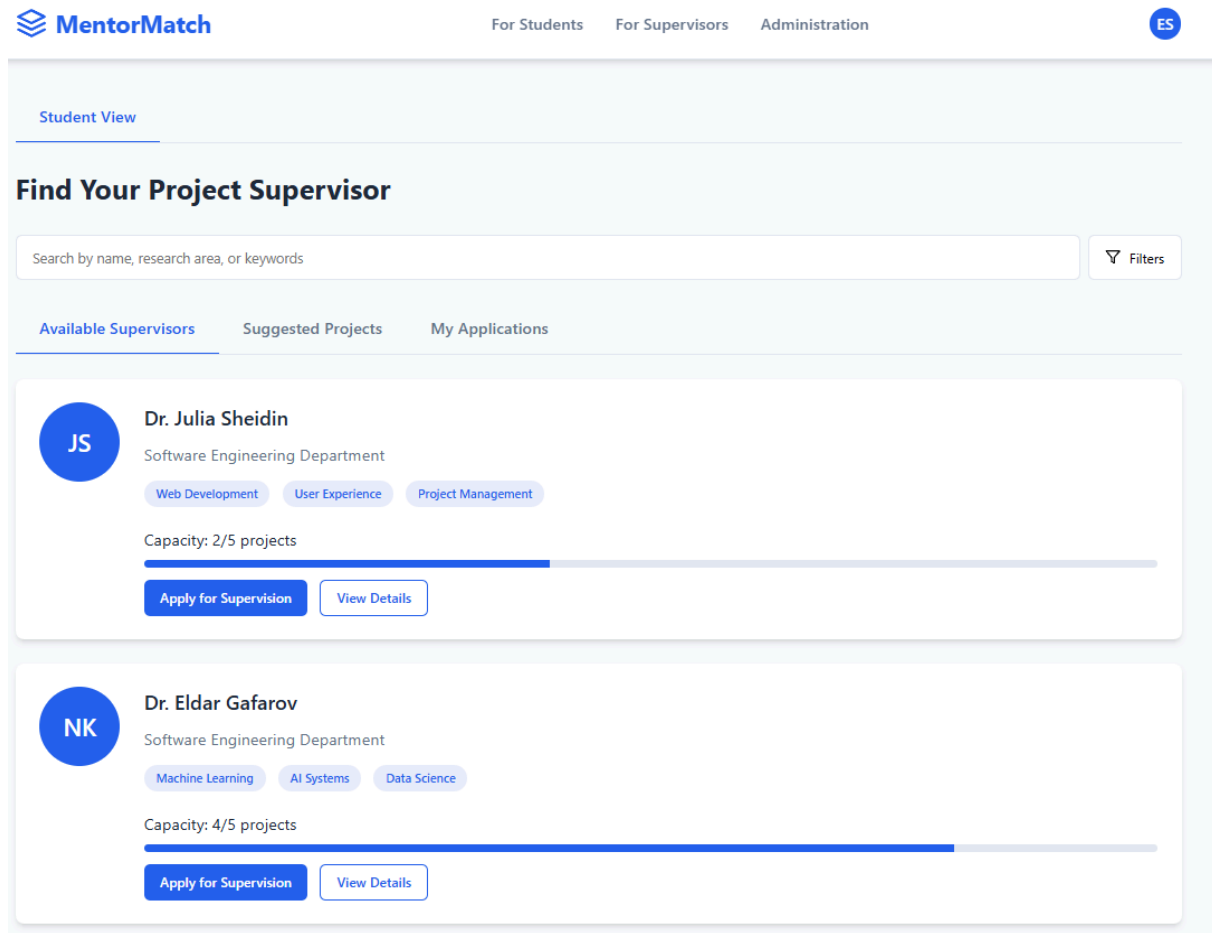 MentorMatch For Students For Supervisors Administration ES
Student View
Find Your Project Supervisor
Search by name, research area, or keywords Filters
Available Supervisors Suggested Projects My Applications
JS
Dr. Julia Sheidin
Software Engineering Department
Web Development User Experience Project Management
Capacity: 2/5 projects
Apply for Supervision View Details
NK
Dr. Eldar Gafarov
Software Engineering Department
Machine Learning AI Systems Data Science
Capacity: 4/5 projects
Apply for Supervision View Details